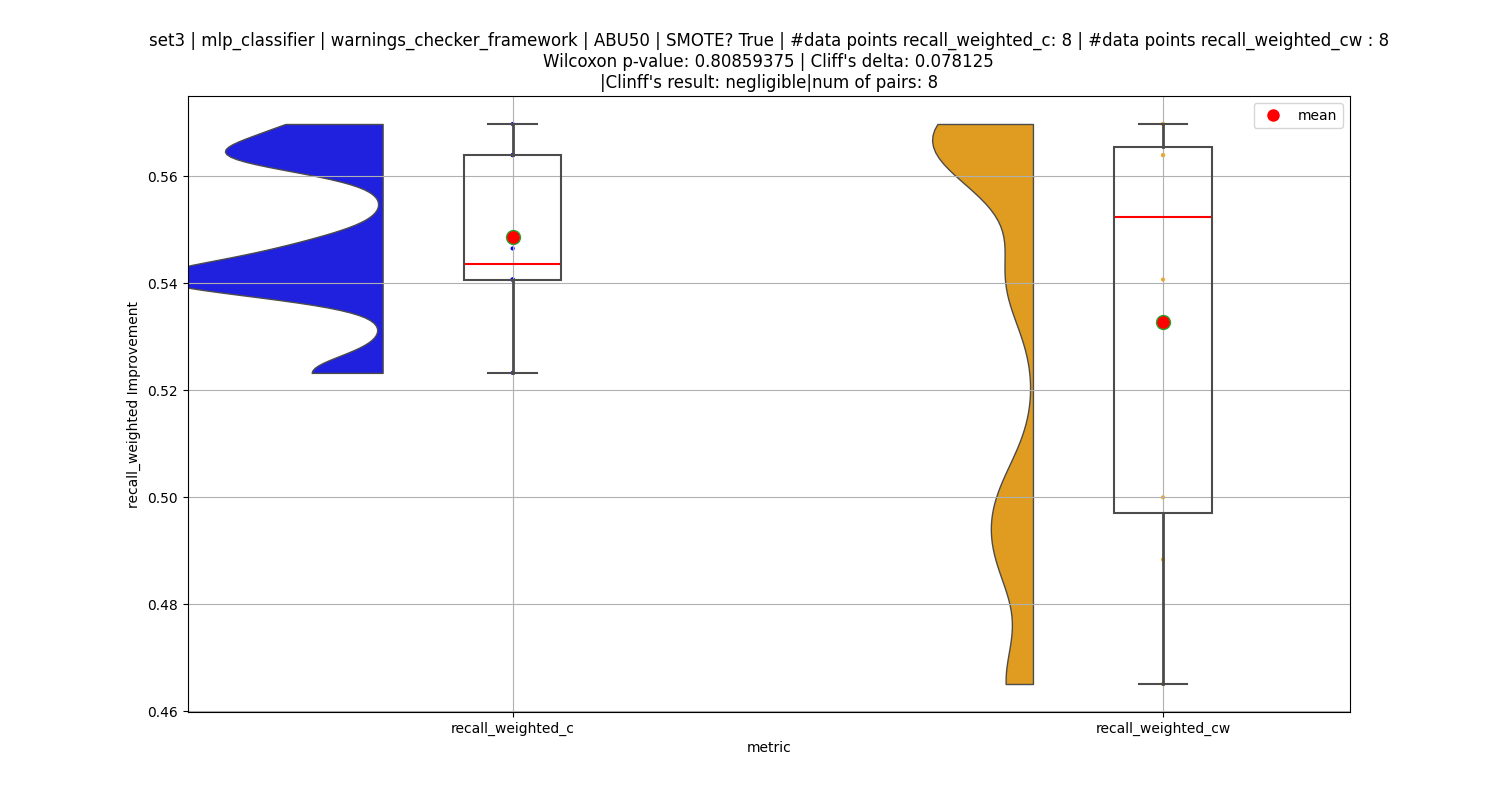 set3 | mlp_classifier | warnings_checker_framework | ABU50 | SMOTE? True | #data points recall_weighted_c: 8 | #data points recall_weighted_cw : 8
Wilcoxon p-value: 0.80859375 | Cliff's delta: 0.078125
|Clinff's result: negligible|num of pairs: 8
mean
recall_weighted Improvement
0.56
0.54
0.52
0.50
0.48
0.46
recall_weighted_c
recall_weighted_cw
metric